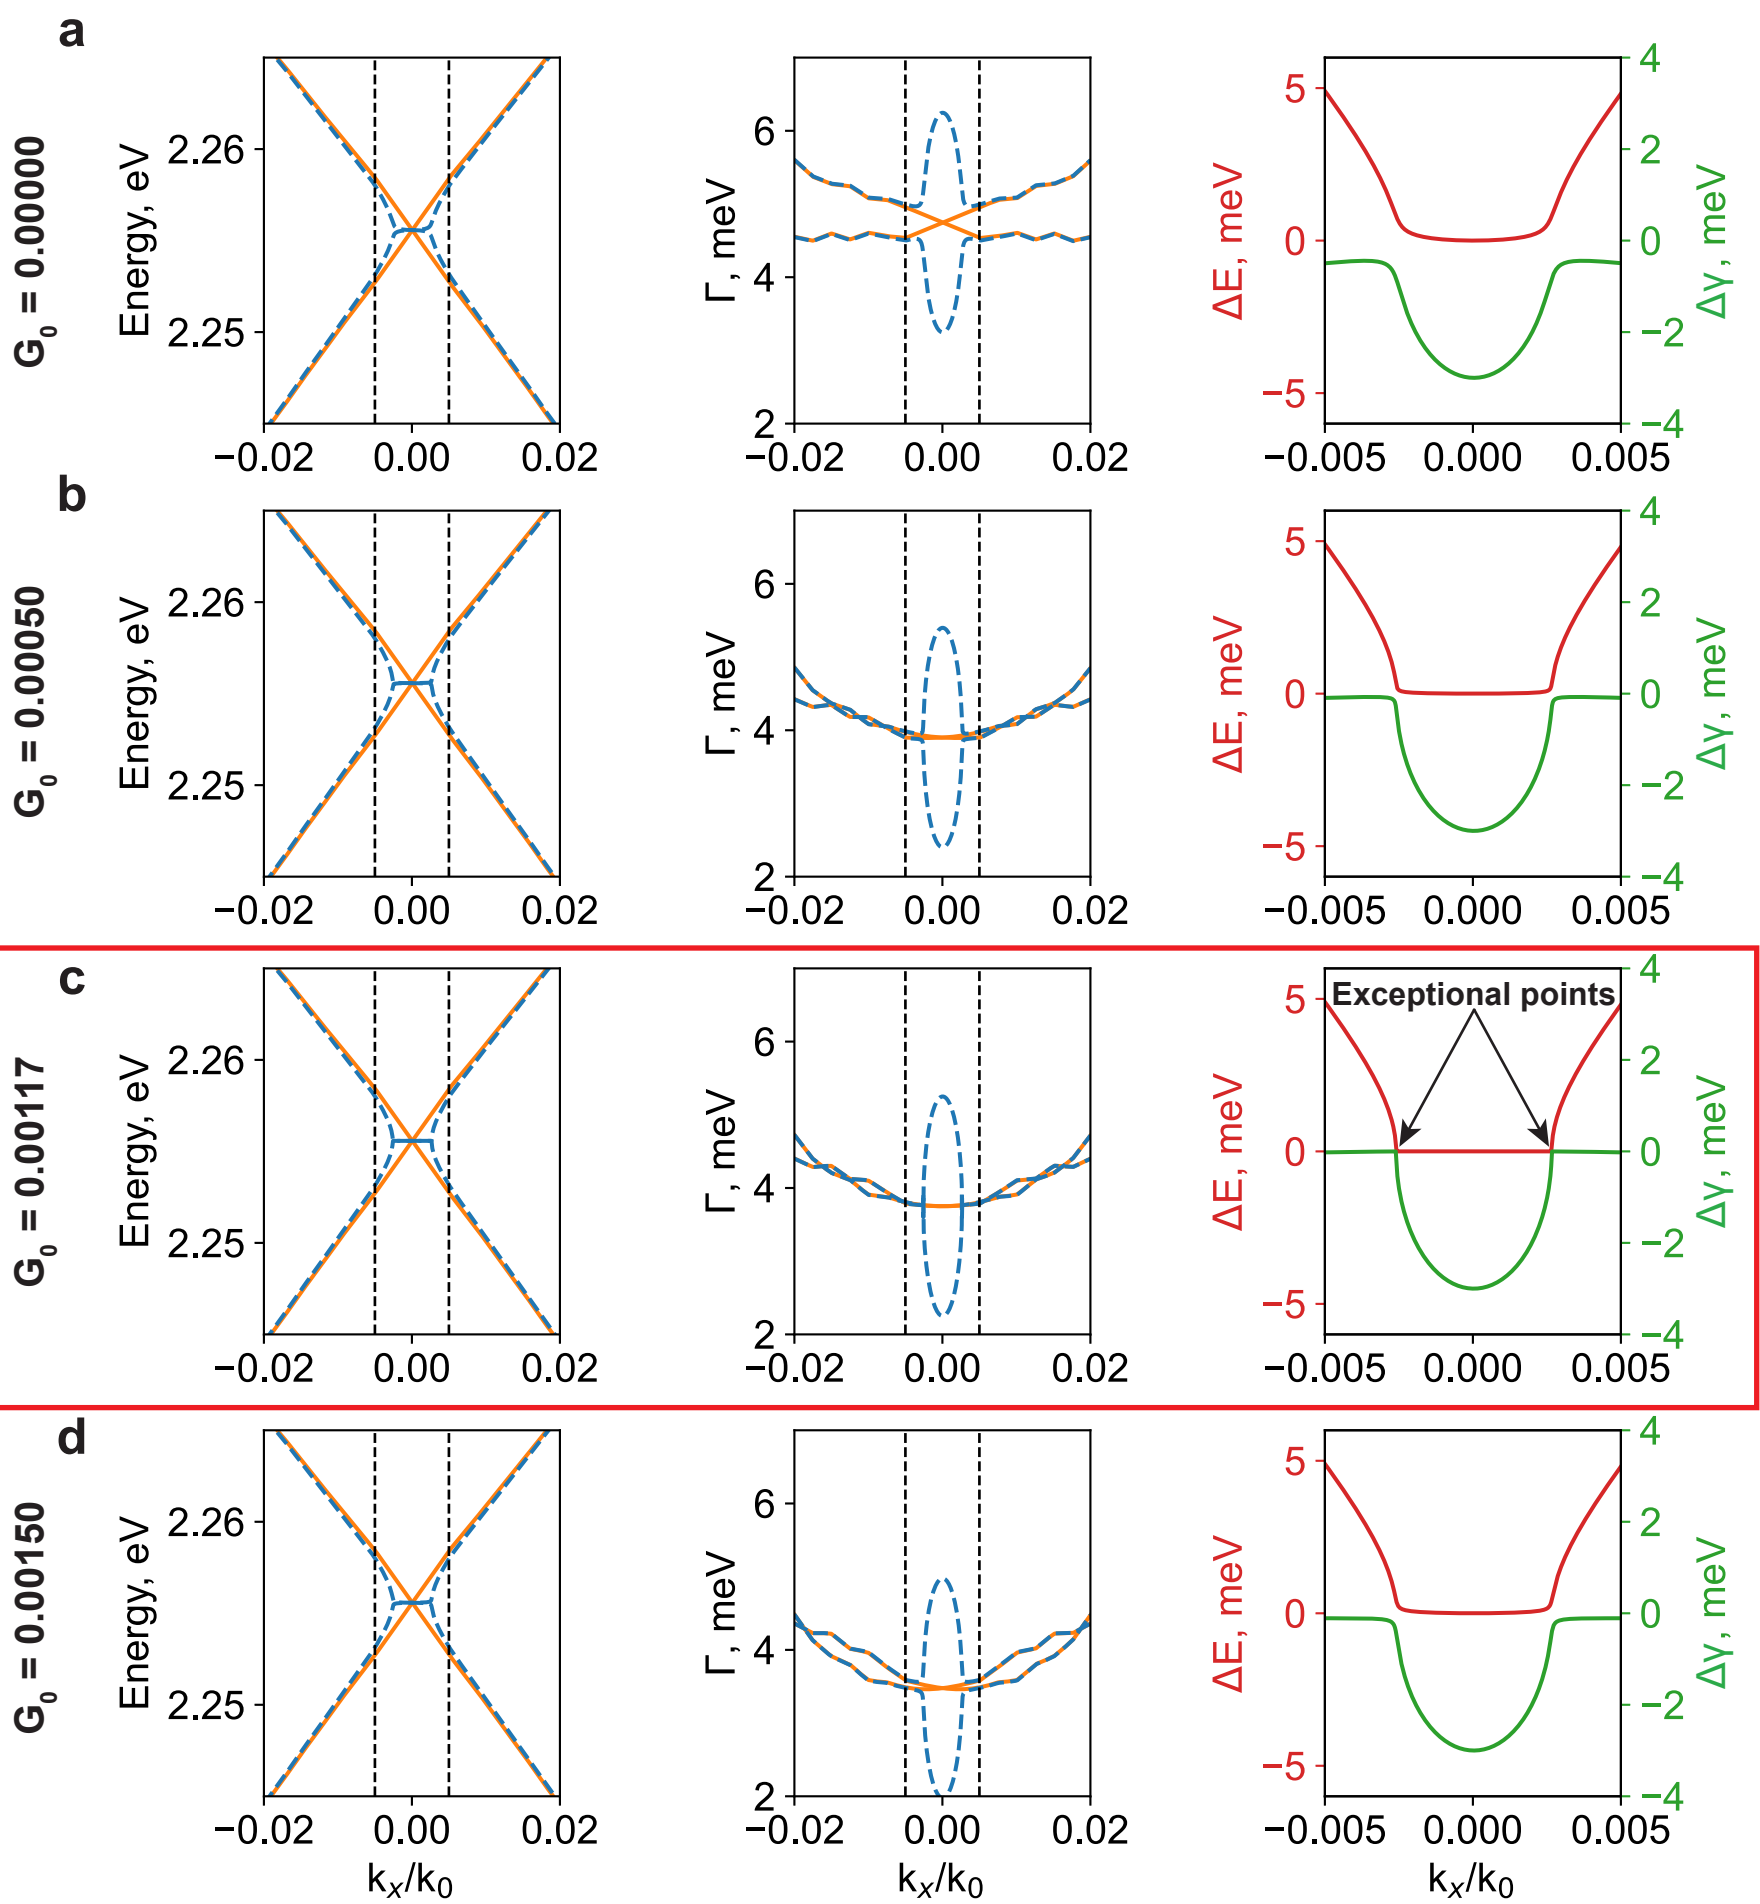 a
G₀ = 0.00000
Energy, eV
2.26
2.25
−0.02 0.00 0.02
Γ, meV
6
4
2
−0.02 0.00 0.02
ΔE, meV
5
0
−5
−0.005 0.000 0.005
4
2
0
−2
−4
Δγ, meV
b
G₀ = 0.00050
Energy, eV
2.26
2.25
−0.02 0.00 0.02
Γ, meV
6
4
2
−0.02 0.00 0.02
ΔE, meV
5
0
−5
−0.005 0.000 0.005
4
2
0
−2
−4
Δγ, meV
c
G₀ = 0.00117
Energy, eV
2.26
2.25
−0.02 0.00 0.02
Γ, meV
6
4
2
−0.02 0.00 0.02
ΔE, meV
5
0
−5
Exceptional points
−0.005 0.000 0.005
4
2
0
−2
−4
Δγ, meV
d
G₀ = 0.00150
Energy, eV
2.26
2.25
−0.02 0.00 0.02
kₓ/k₀
Γ, meV
6
4
2
−0.02 0.00 0.02
kₓ/k₀
ΔE, meV
5
0
−5
−0.005 0.000 0.005
kₓ/k₀
4
2
0
−2
−4
Δγ, meV